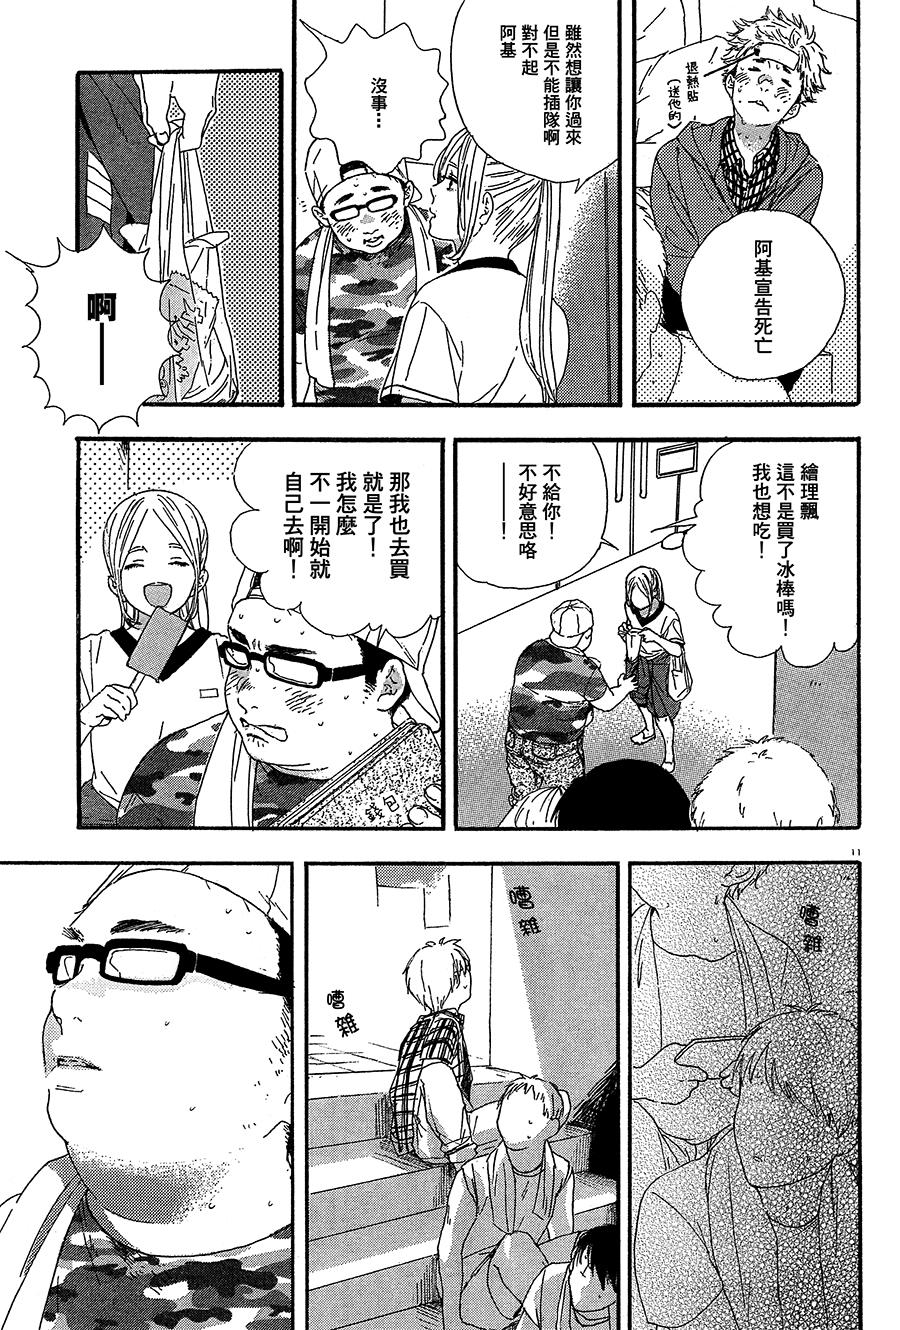 退熱貼
（送他的）
阿基宣告死亡
雖然想讓你過來
但是不能插隊啊
對不起
阿基
沒事…
啊——
繪理飄
這不是買了冰棒嗎！
我也想吃！
不給你！
不好意思咯
——！
那我也去買
就是了！
我怎麼
不一開始就
自己去啊！
錢包
11
嘈雜
嘈雜
嘈雜